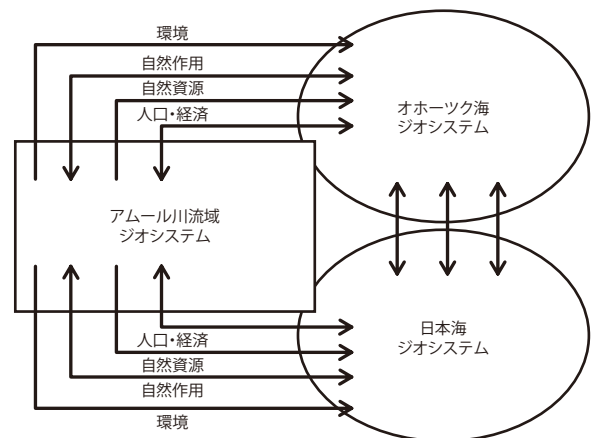 環境
自然作用
自然資源
人口・経済
オホーツク海
ジオシステム
アムール川流域
ジオシステム
日本海
ジオシステム
人口・経済
自然資源
自然作用
環境